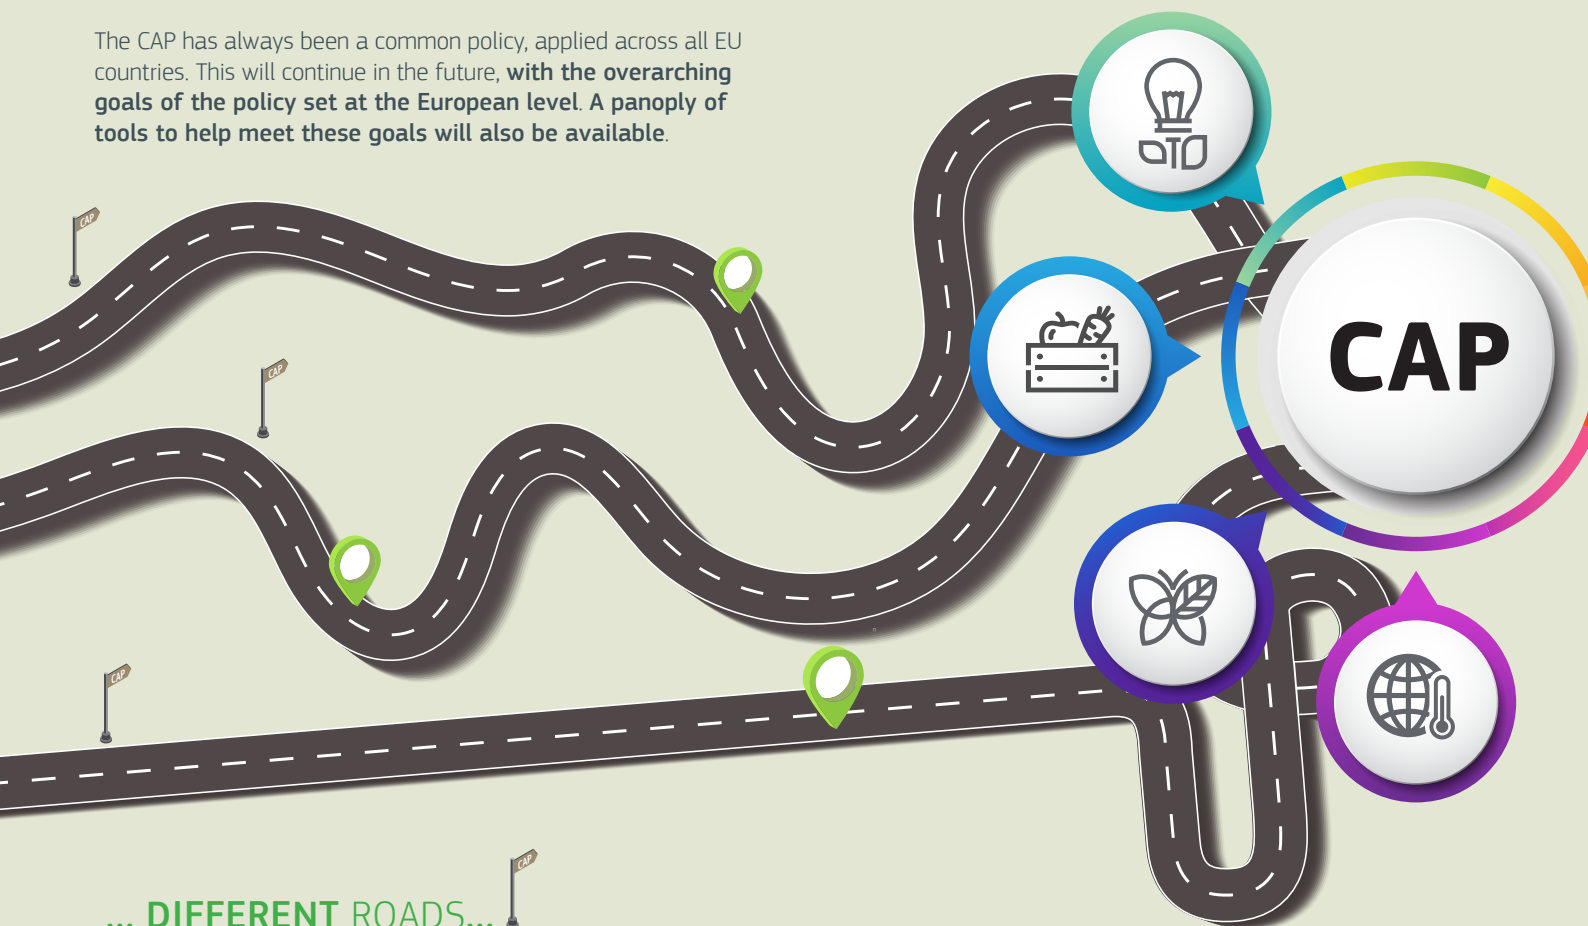 The CAP has always been a common policy, applied across all EU
countries. This will continue in the future, with the overarching
goals of the policy set at the European level. A panoply of
tools to help meet these goals will also be available.
CAP
CAP
CAP
CAP
CAP
... DIFFERENT ROADS...